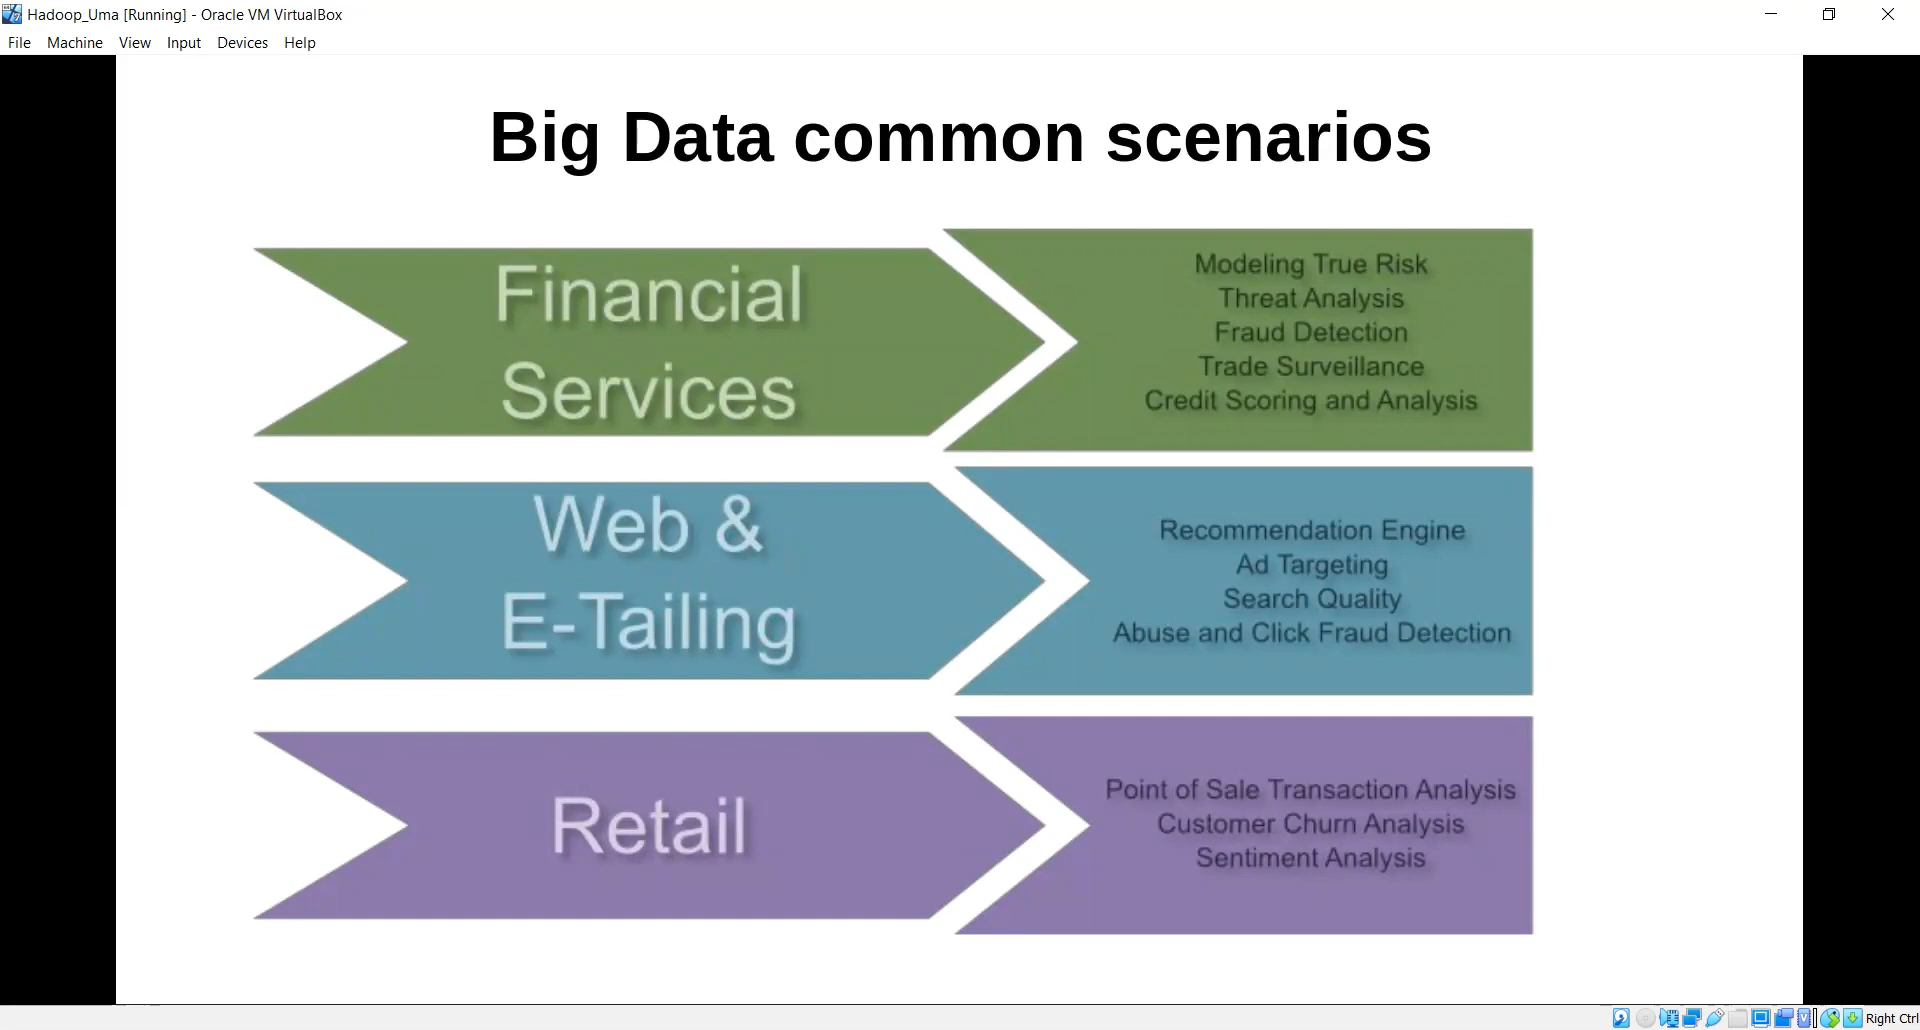 Hadoop_Uma [Running] - Oracle VM VirtualBox
File Machine View Input Devices Help
Big Data common scenarios
Financial
Services
Modeling True Risk
Threat Analysis
Fraud Detection
Trade Surveillance
Credit Scoring and Analysis
Web &
E-Tailing
Recommendation Engine
Ad Targeting
Search Quality
Abuse and Click Fraud Detection
Retail
Point of Sale Transaction Analysis
Customer Churn Analysis
Sentiment Analysis
Right Ctrl